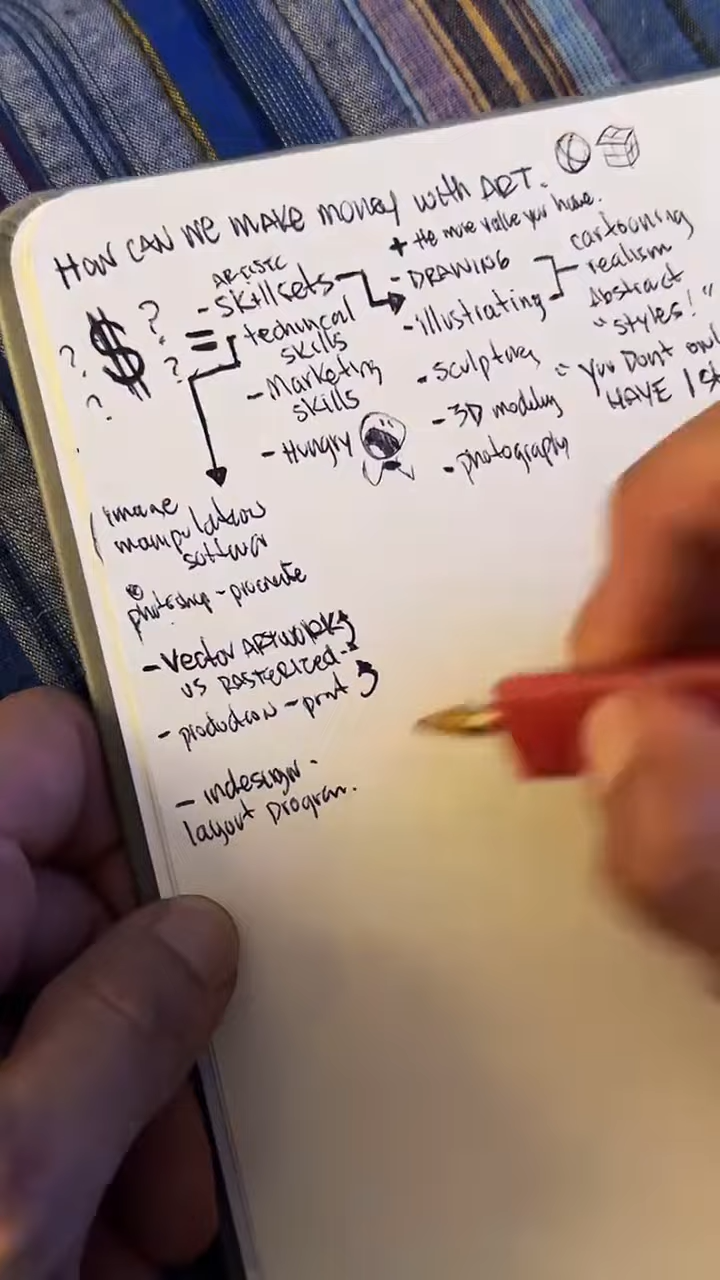 HOW CAN WE MAKE MONEY WITH ART.
+ the more value you have.
ARTISTIC
- Skillsets
$ =
? ? ? ?
technical
skills
- Marketing
skills
- Hungry
- DRAWING
- illustrating
- sculpture
- 3D modeling
- photography
cartooning
realism
Abstract
"styles!"
"You Dont only
HAVE 1
image
manipulation
software
photoshop - procreate
- Vector ARTWORK
VS RASTERIZED -
- production - print
- indesign -
layout program.